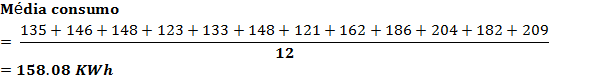 Média consumo
= 135 + 146 + 148 + 123 + 133 + 148 + 121 + 162 + 186 + 204 + 182 + 209
12
= 158.08 KWh